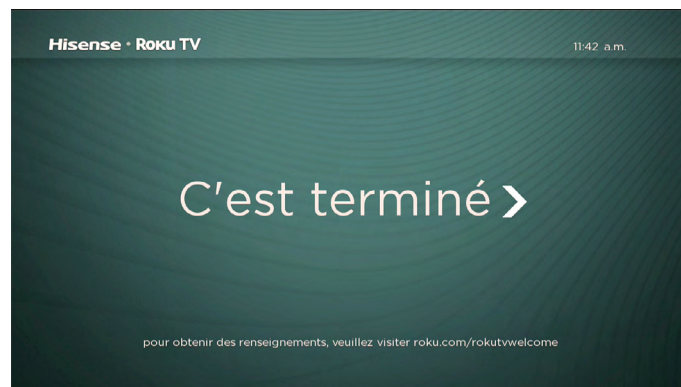 Hisense • Roku TV
11:42 a.m.
C'est terminé
pour obtenir des renseignements, veuillez visiter roku.com/rokutvwelcome